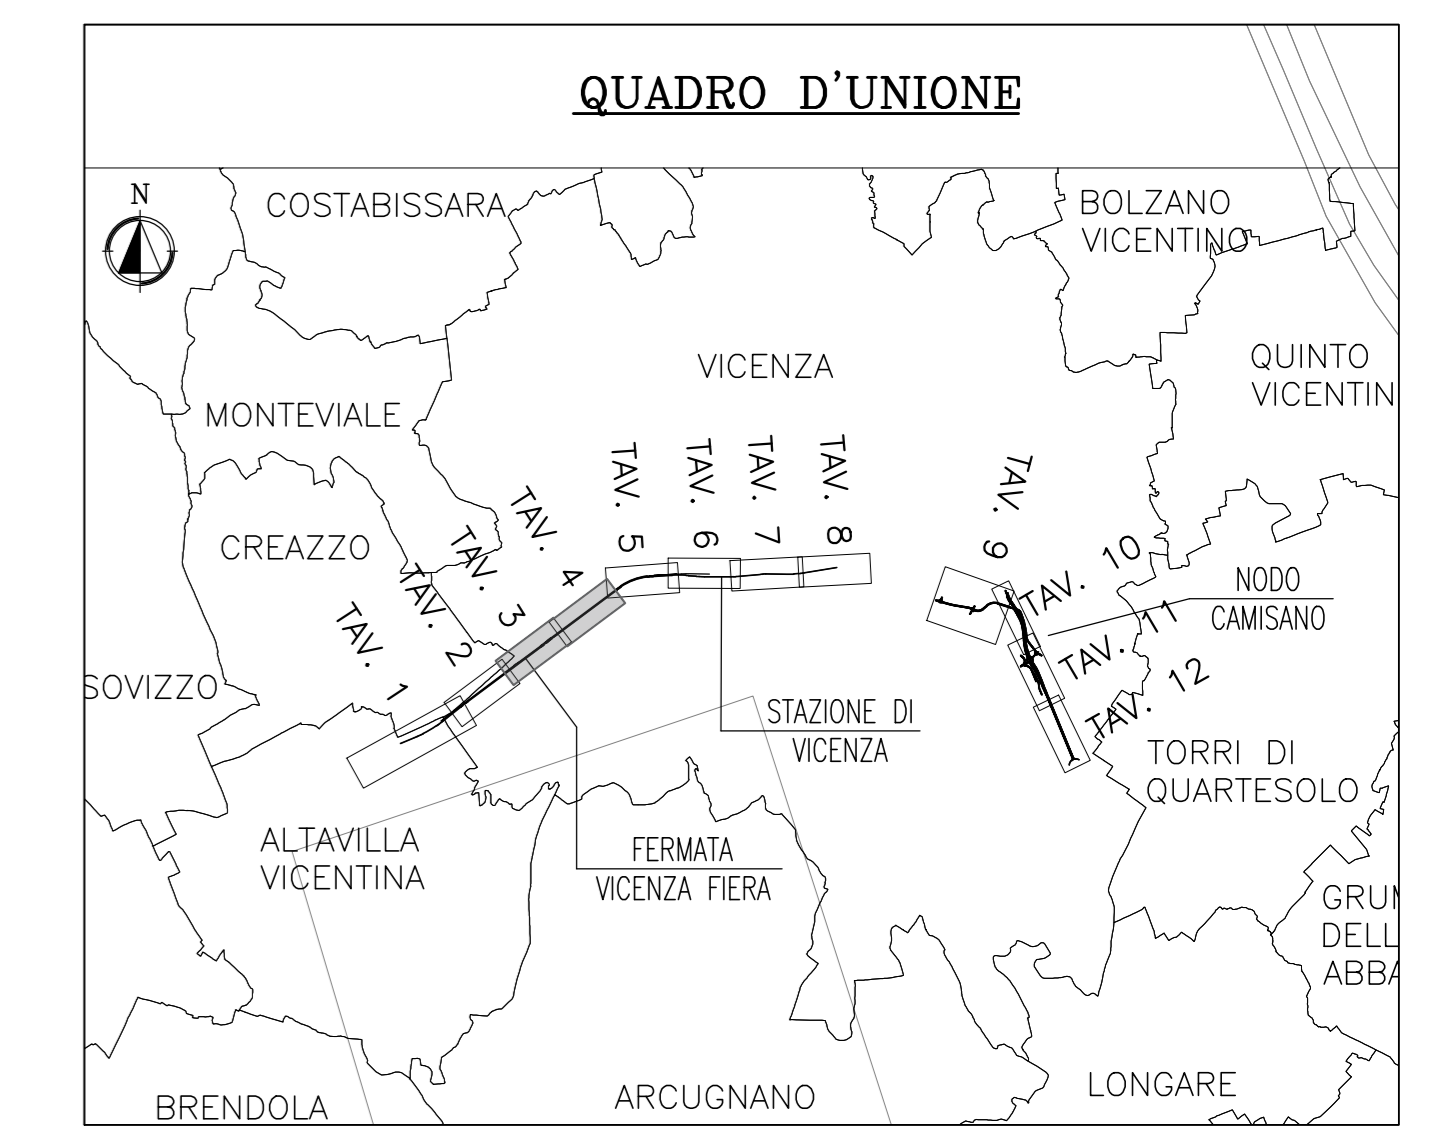 QUADRO D'UNIONE
N
COSTABISSARA
BOLZANO
VICENTINO
VICENZA
QUINTO
VICENTIN
MONTEVIALE
CREAZZO
TAV. 1
TAV. 2
TAV. 3
TAV. 4
TAV. 5
TAV. 6
TAV. 7
TAV. 8
TAV. 9
TAV. 10
TAV. 11
TAV. 12
NODO
CAMISANO
SOVIZZO
STAZIONE DI
VICENZA
TORRI DI
QUARTESOLO
ALTAVILLA
VICENTINA
FERMATA
VICENZA FIERA
GRUM
DELL
ABBA
BRENDOLA
ARCUGNANO
LONGARE